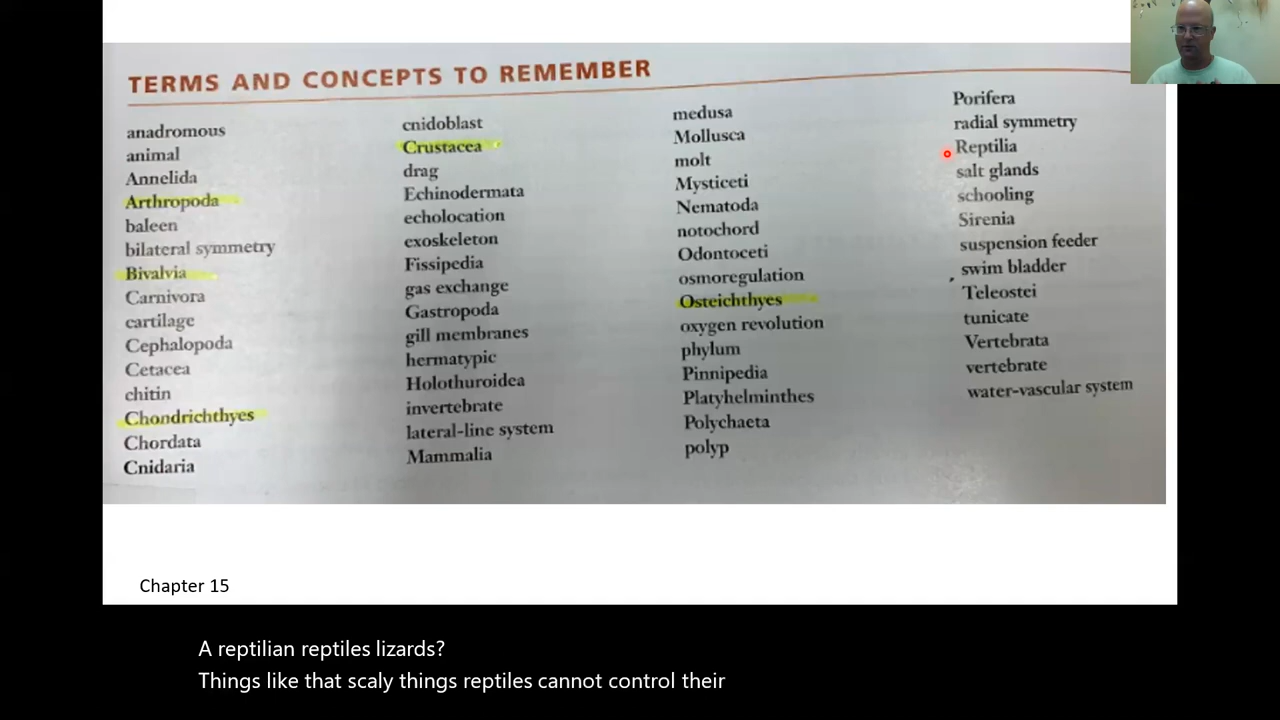 TERMS AND CONCEPTS TO REMEMBER
anadromous
animal
Annelida
Arthropoda
baleen
bilateral symmetry
Bivalvia
Carnivora
cartilage
Cephalopoda
Cetacea
chitin
Chondrichthyes
Chordata
Cnidaria
cnidoblast
Crustacea
drag
Echinodermata
echolocation
exoskeleton
Fissipedia
gas exchange
Gastropoda
gill membranes
hermatypic
Holothuroidea
invertebrate
lateral-line system
Mammalia
medusa
Mollusca
molt
Mysticeti
Nematoda
notochord
Odontoceti
osmoregulation
Osteichthyes
oxygen revolution
phylum
Pinnipedia
Platyhelminthes
Polychaeta
polyp
Porifera
radial symmetry
Reptilia
salt glands
schooling
Sirenia
suspension feeder
swim bladder
Teleostei
tunicate
Vertebrata
vertebrate
water-vascular system
Chapter 15
A reptilian reptiles lizards?
Things like that scaly things reptiles cannot control their